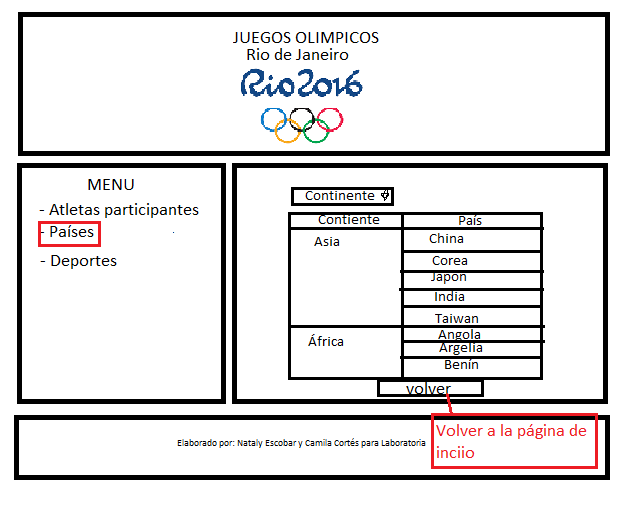 JUEGOS OLIMPICOS
Rio de Janeiro
Rio2016
MENU
- Atletas participantes
- Países
- Deportes
Continente
Contiente País
Asia China
Corea
Japón
India
Taiwan
África Angola
Argelia
Benín
volver
Elaborado por: Nataly Escobar y Camila Cortés para Laboratoria
Volver a la página de
inciio